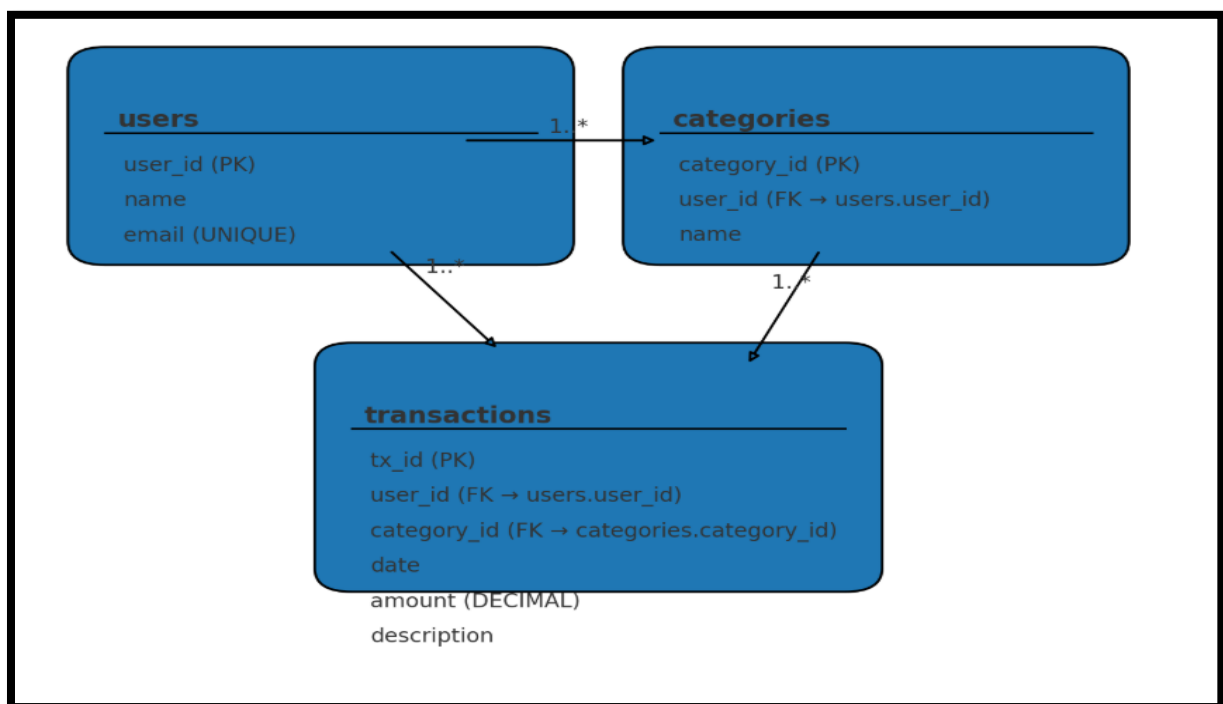 users
user_id (PK)
name
email (UNIQUE)
1..*
categories
category_id (PK)
user_id (FK → users.user_id)
name
1..*
1..*
transactions
tx_id (PK)
user_id (FK → users.user_id)
category_id (FK → categories.category_id)
date
amount (DECIMAL)
description